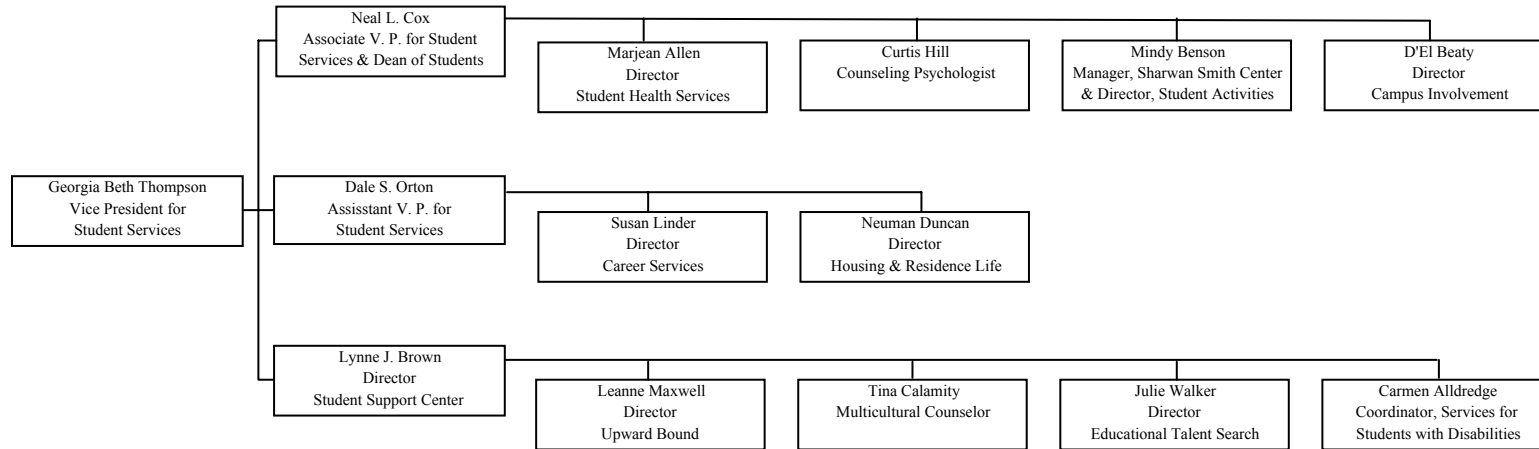 Neal L. Cox
Associate V. P. for Student
Services & Dean of Students
Marjean Allen
Director
Student Health Services
Curtis Hill
Counseling Psychologist
Mindy Benson
Manager, Sharwan Smith Center
& Director, Student Activities
D'El Beaty
Director
Campus Involvement
Georgia Beth Thompson
Vice President for
Student Services
Dale S. Orton
Assisstant V. P. for
Student Services
Susan Linder
Director
Career Services
Neuman Duncan
Director
Housing & Residence Life
Lynne J. Brown
Director
Student Support Center
Leanne Maxwell
Director
Upward Bound
Tina Calamity
Multicultural Counselor
Julie Walker
Director
Educational Talent Search
Carmen Alldredge
Coordinator, Services for
Students with Disabilities